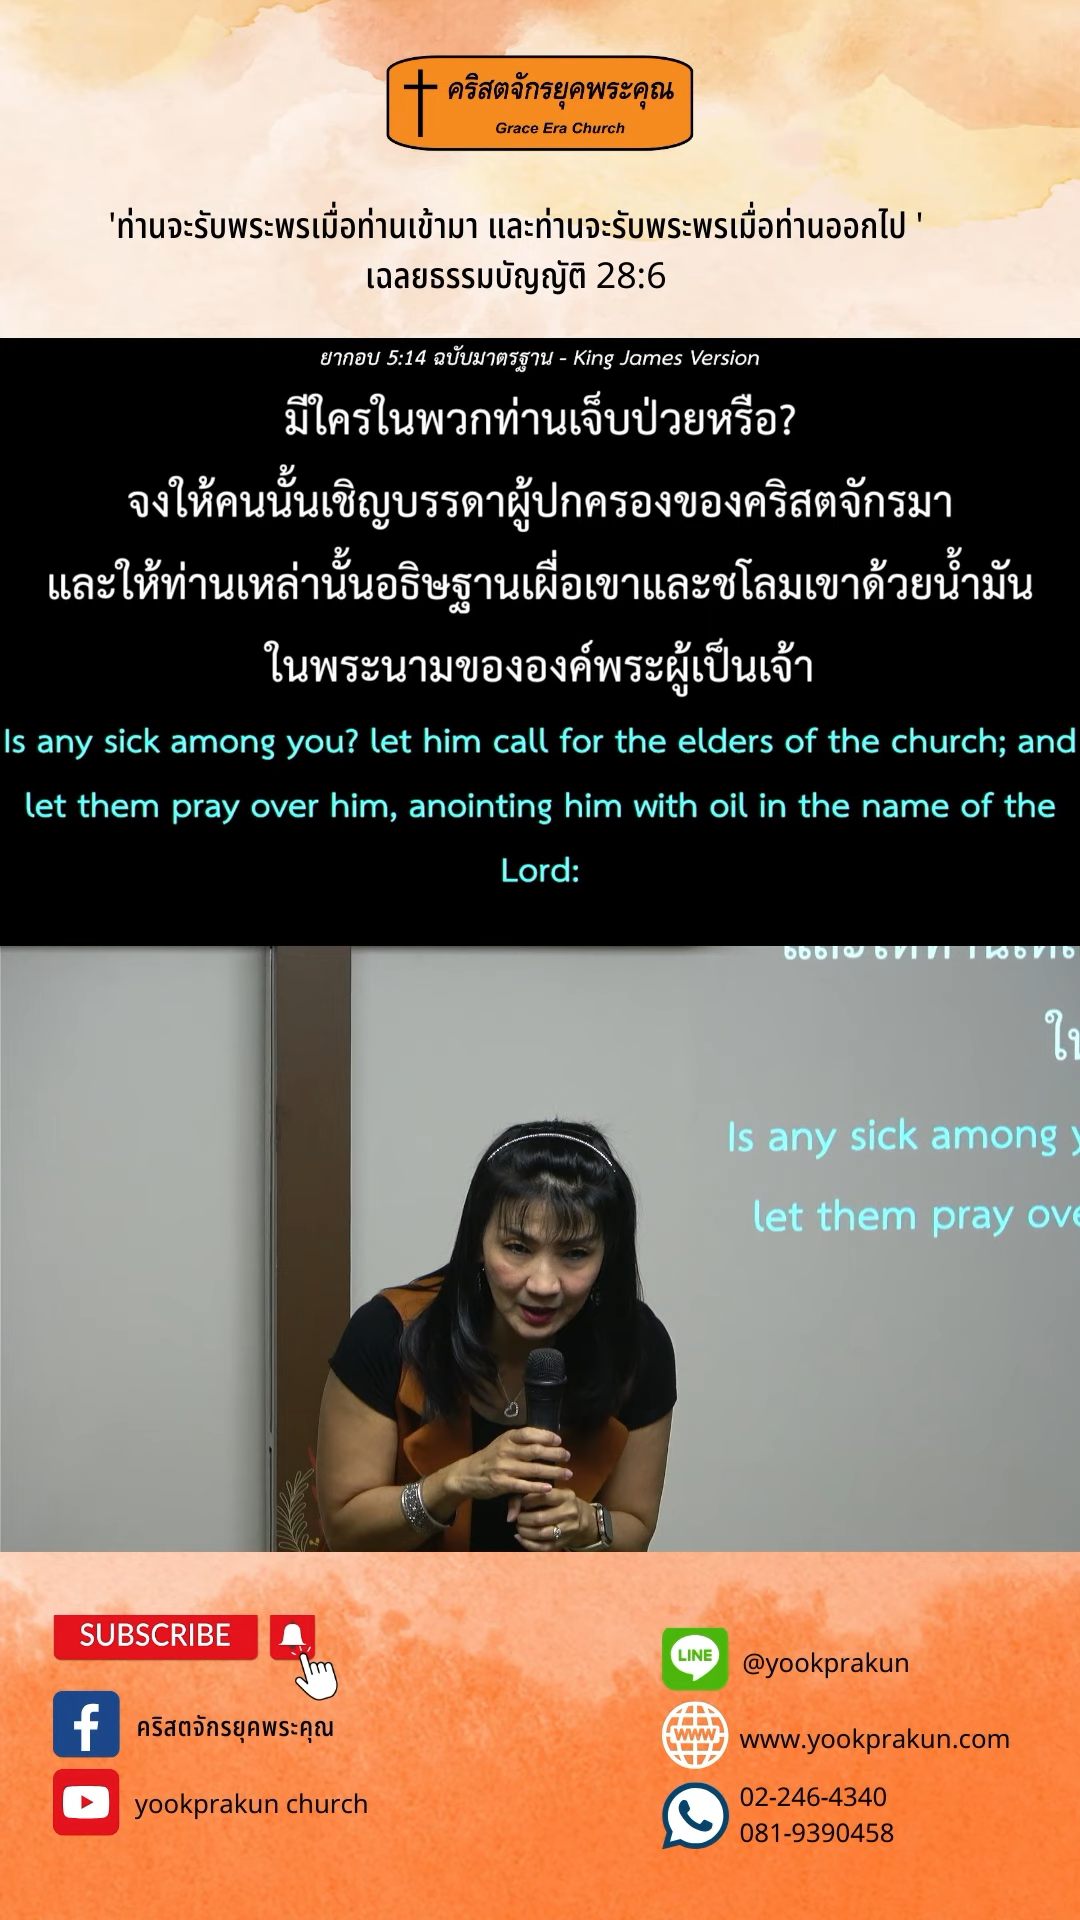 คริสตจักรยุคพระคุณ
Grace Era Church
'ท่านจะรับพระพรเมื่อท่านเข้ามา และท่านจะรับพระพรเมื่อท่านออกไป '
เฉลยธรรมบัญญัติ 28:6
ยากอบ 5:14 ฉบับมาตรฐาน - King James Version
มีใครในพวกท่านเจ็บป่วยหรือ?
จงให้คนนั้นเชิญบรรดาผู้ปกครองของคริสตจักรมา
และให้ท่านเหล่านั้นอธิษฐานเผื่อเขาและชโลมเขาด้วยน้ำมัน
ในพระนามขององค์พระผู้เป็นเจ้า
Is any sick among you? let him call for the elders of the church; and
let them pray over him, anointing him with oil in the name of the
Lord:
Is any sick among
let them pray ove
SUBSCRIBE
คริสตจักรยุคพระคุณ
yookprakun church
LINE
@yookprakun
WWW
www.yookprakun.com
02-246-4340
081-9390458